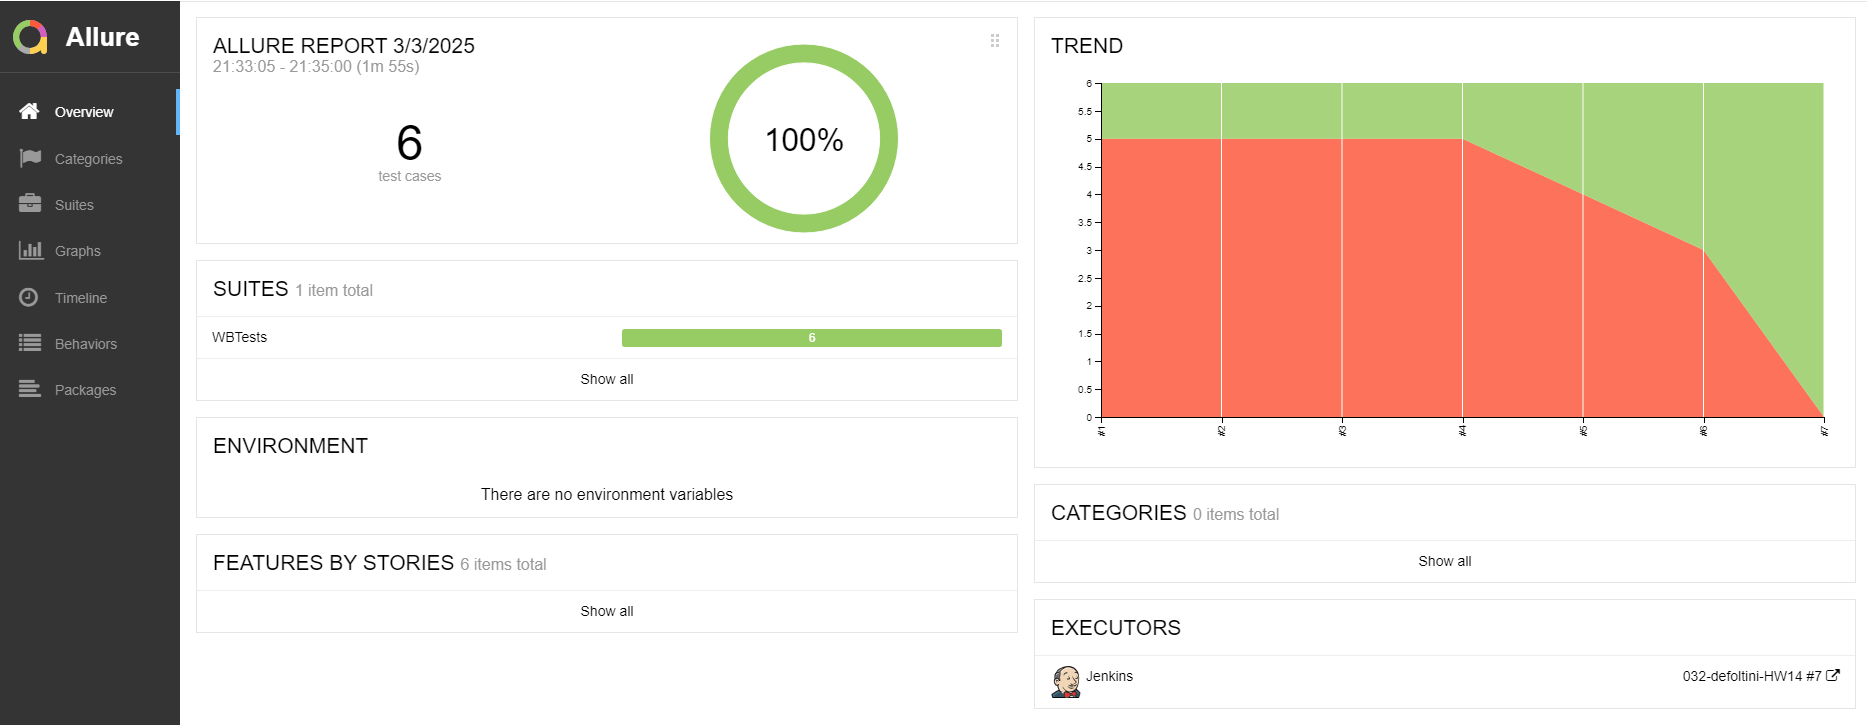 Allure
Overview
Categories
Suites
Graphs
Timeline
Behaviors
Packages
ALLURE REPORT 3/3/2025
21:33:05 - 21:35:00 (1m 55s)
6
test cases
100%
SUITES 1 item total
WBTests
6
Show all
ENVIRONMENT
There are no environment variables
FEATURES BY STORIES 6 items total
Show all
TREND
6
5.5
5
4.5
4
3.5
3
2.5
2
1.5
1
0.5
0
#1
#2
#3
#4
#5
#6
#7
CATEGORIES 0 items total
Show all
EXECUTORS
Jenkins
032-defoltini-HW14 #7